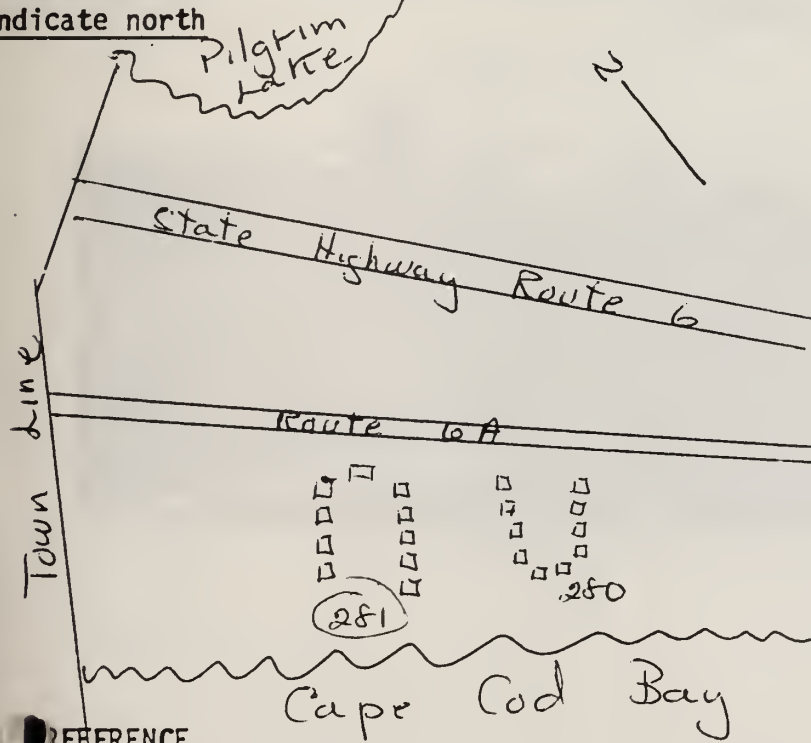 ndicate north
Pilgrim
Lake
N
State Highway Route 6
Town Line
Route 6A
281
280
Cape Cod Bay
REFERENCE